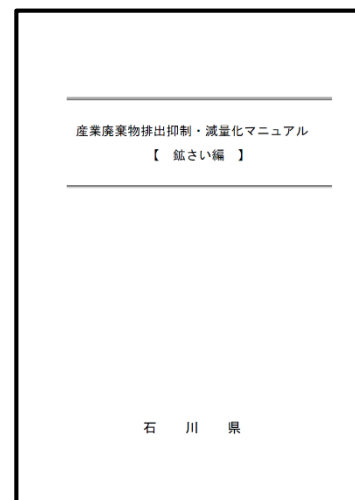 産業廃棄物排出抑制・減量化マニュアル
【　鉱さい編　】
石　川　県